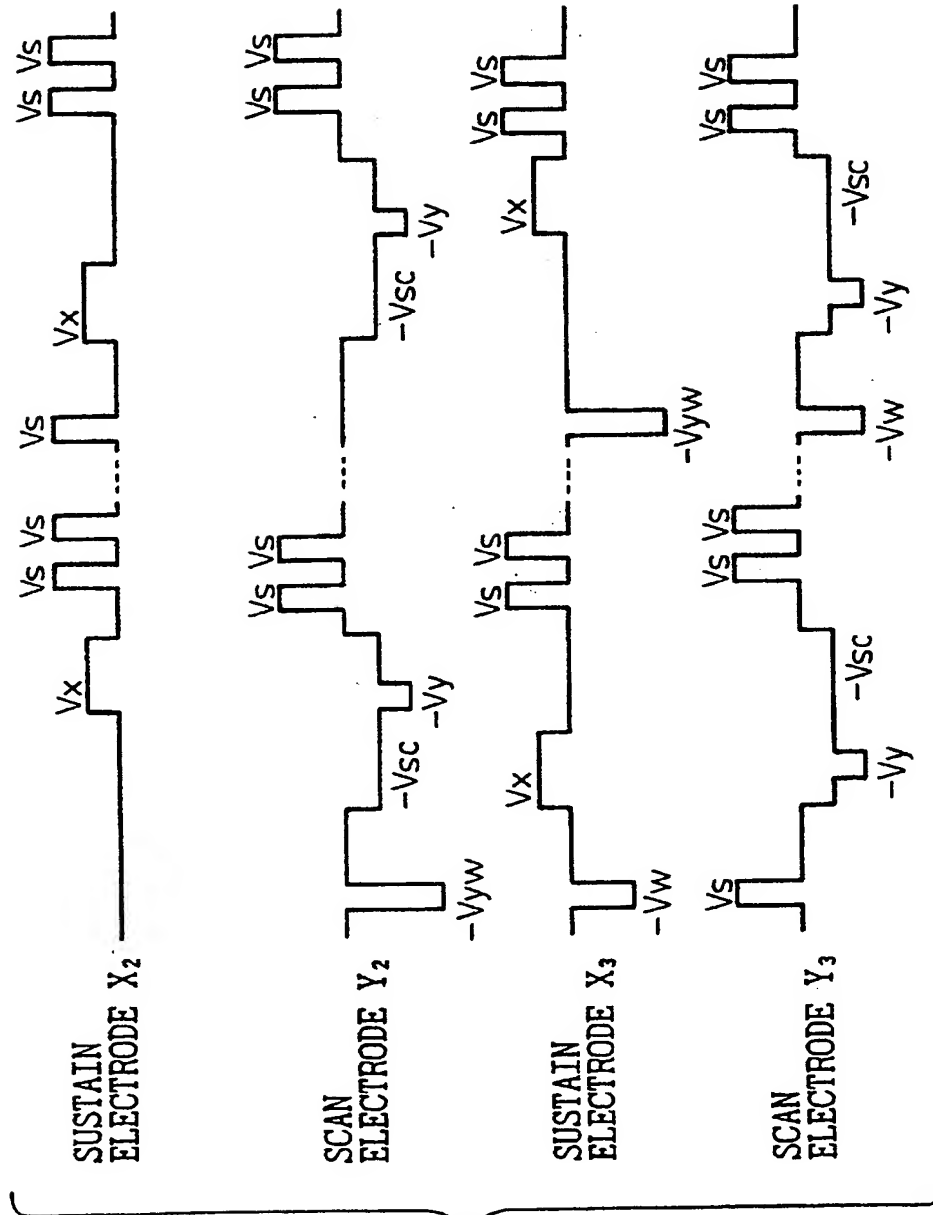 SUSTAIN
ELECTRODE X₂
Vx
Vs
Vs
Vs
Vx
Vs
Vs
SCAN
ELECTRODE Y₂
-Vyw
-Vsc
-Vy
Vs
Vs
-Vsc
-Vy
Vs
Vs
SUSTAIN
ELECTRODE X₃
-Vw
Vx
Vs
Vs
-Vyw
Vx
Vs
Vs
SCAN
ELECTRODE Y₃
Vs
-Vy
-Vsc
Vs
Vs
-Vw
-Vy
-Vsc
Vs
Vs